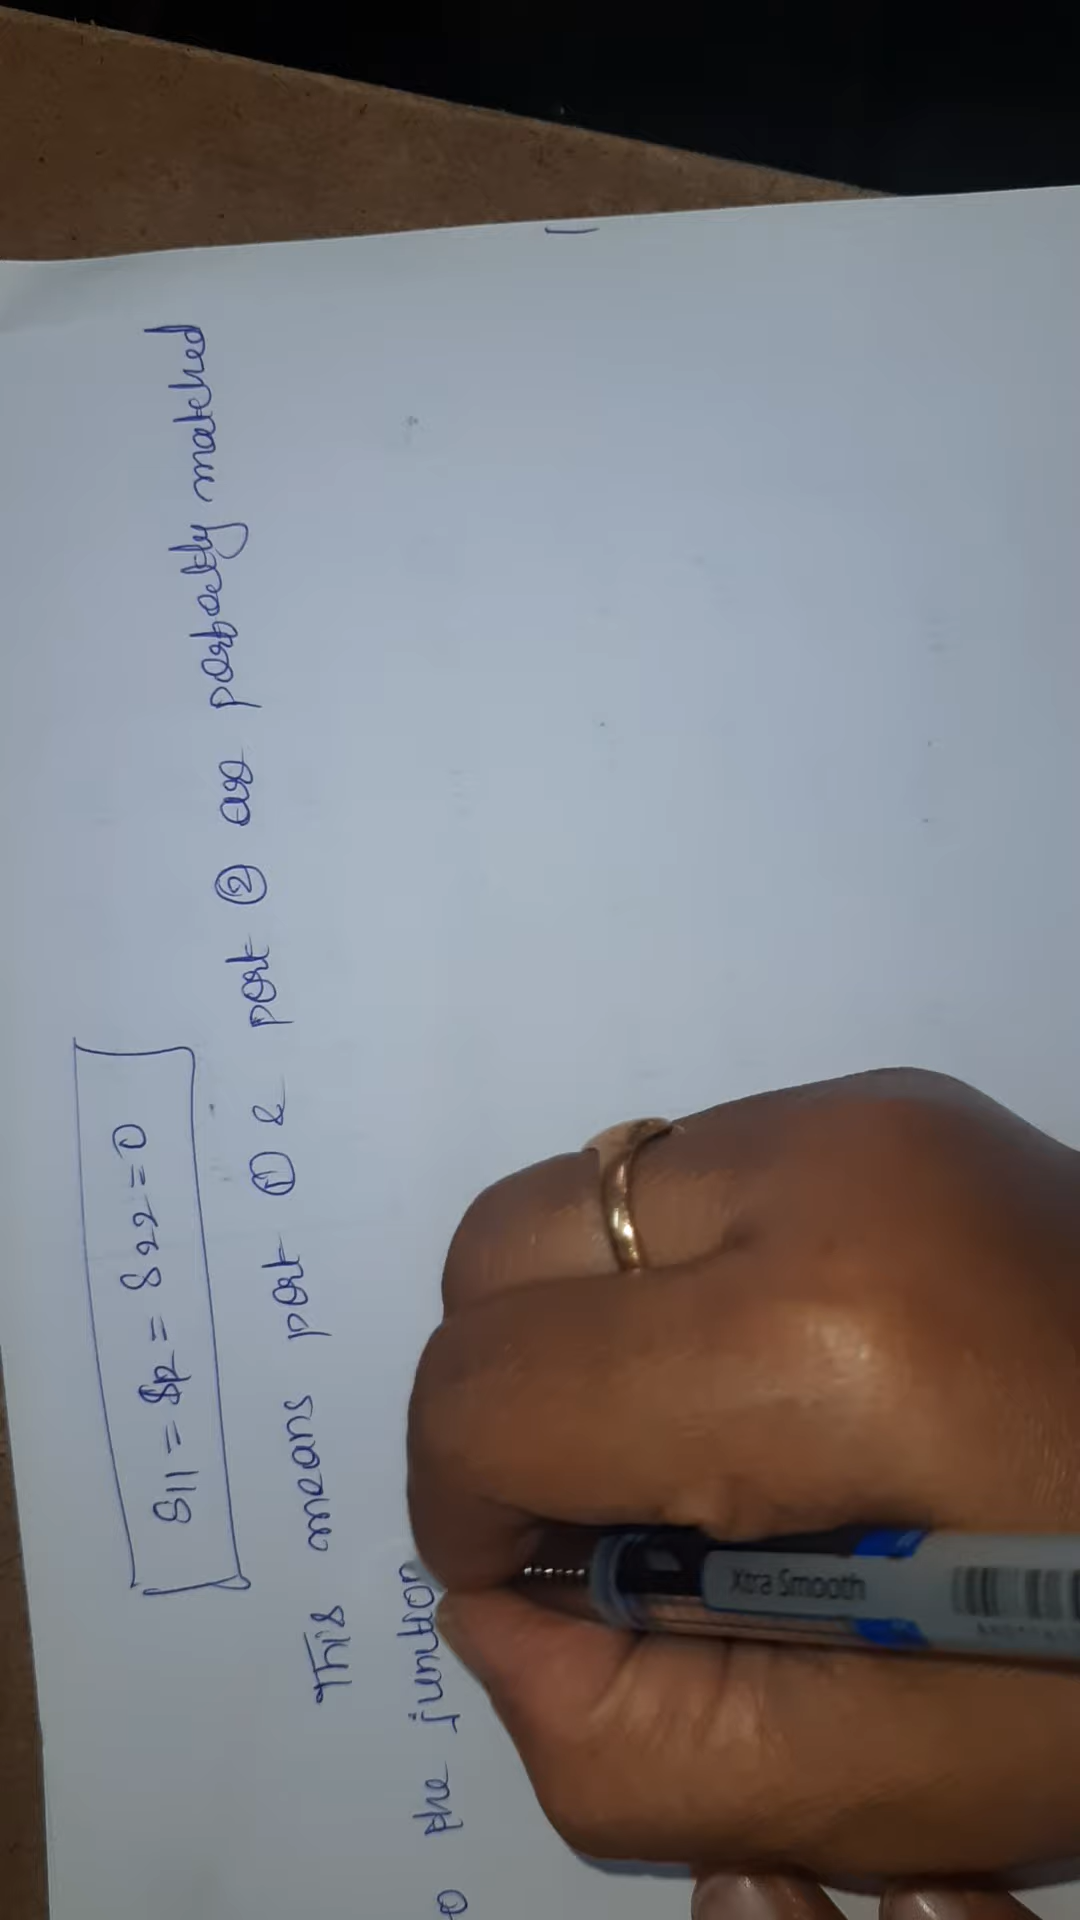 S11 = S12 = S22 = 0
This means port ① & port ② are perfectly matched
the junction
Xtra Smooth